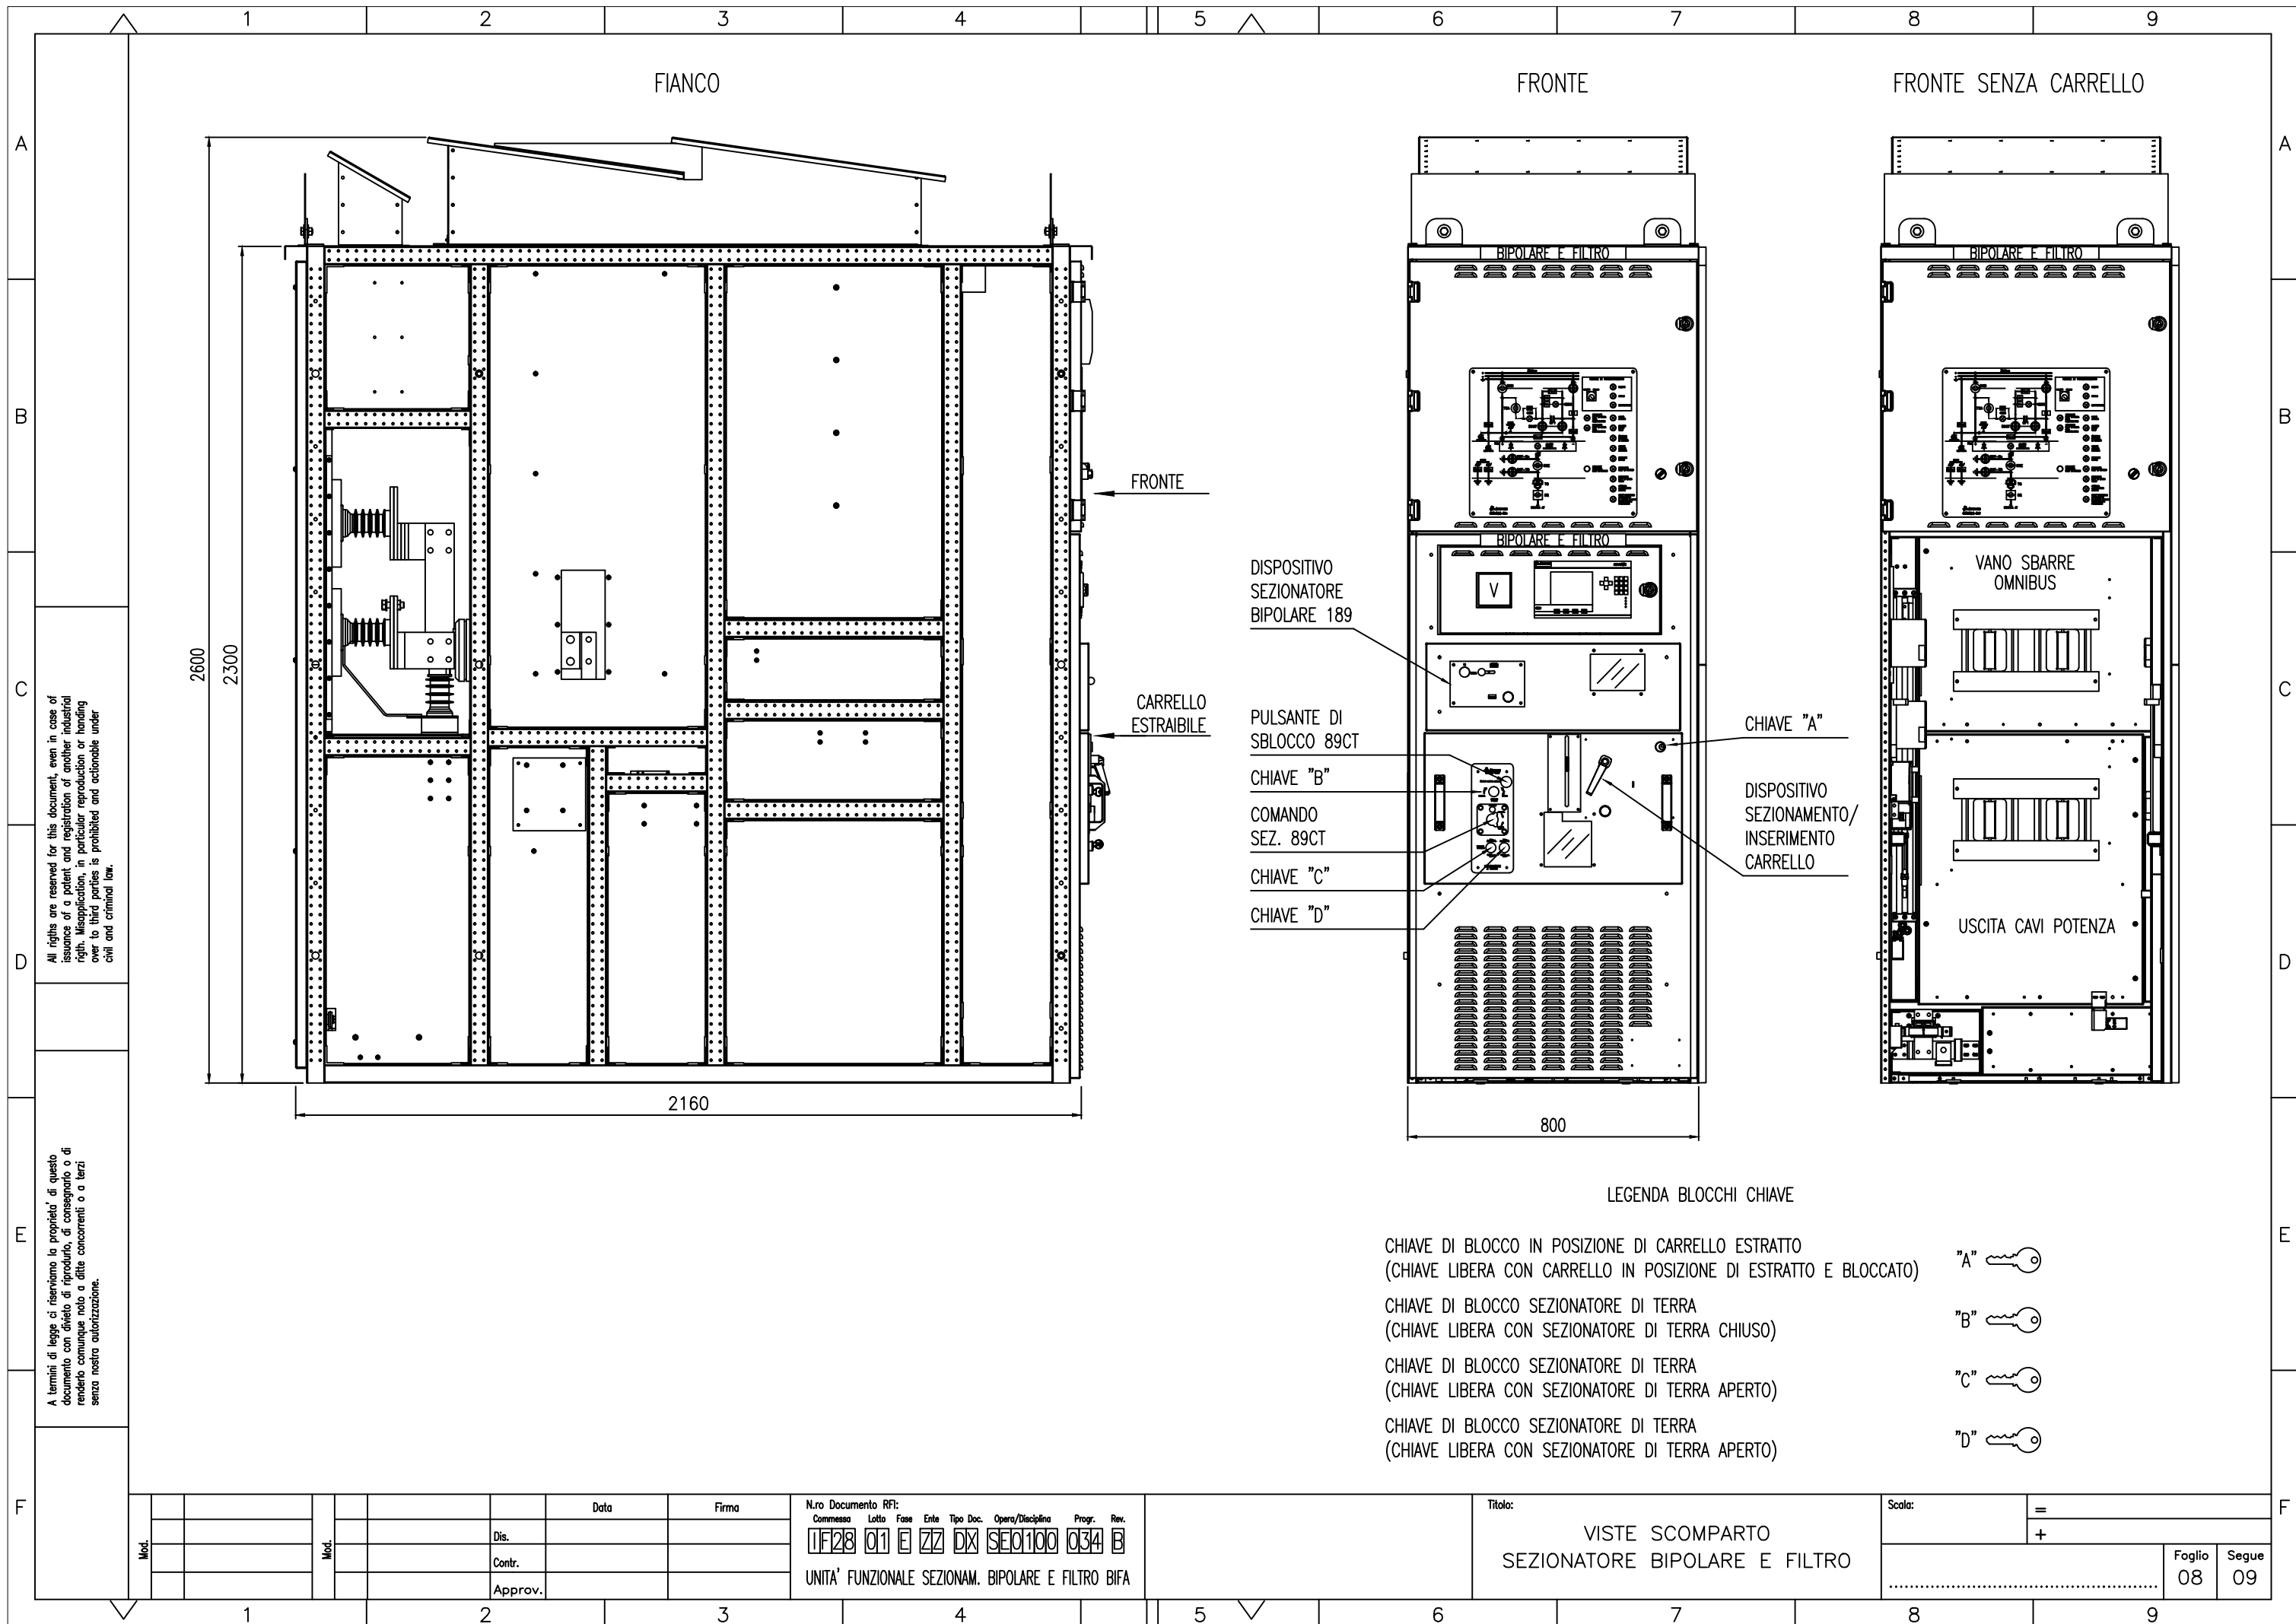 1 2 3 4 5 6 7 8 9
A
B
C
D
E
F
A
B
C
D
E
F
FIANCO
FRONTE
FRONTE SENZA CARRELLO
2600
2300
2160
FRONTE
CARRELLO
ESTRAIBILE
BIPOLARE E FILTRO
BIPOLARE E FILTRO
V
800
DISPOSITIVO
SEZIONATORE
BIPOLARE 189
PULSANTE DI
SBLOCCO 89CT
CHIAVE "B"
COMANDO
SEZ. 89CT
CHIAVE "C"
CHIAVE "D"
CHIAVE "A"
DISPOSITIVO
SEZIONAMENTO/
INSERIMENTO
CARRELLO
BIPOLARE E FILTRO
VANO SBARRE
OMNIBUS
USCITA CAVI POTENZA
LEGENDA BLOCCHI CHIAVE
CHIAVE DI BLOCCO IN POSIZIONE DI CARRELLO ESTRATTO
(CHIAVE LIBERA CON CARRELLO IN POSIZIONE DI ESTRATTO E BLOCCATO)
"A"
CHIAVE DI BLOCCO SEZIONATORE DI TERRA
(CHIAVE LIBERA CON SEZIONATORE DI TERRA CHIUSO)
"B"
CHIAVE DI BLOCCO SEZIONATORE DI TERRA
(CHIAVE LIBERA CON SEZIONATORE DI TERRA APERTO)
"C"
CHIAVE DI BLOCCO SEZIONATORE DI TERRA
(CHIAVE LIBERA CON SEZIONATORE DI TERRA APERTO)
"D"
All rigths are reserved for this document, even in case of
issuance of a patent and registration of another industrial
rigth. Misapplication, in particular reproduction or handing
over to third parties is prohibited and actionable under
civil and criminal law.
A termini di legge ci riserviamo la proprieta' di questo
documento con divieto di riprodurlo, di consegnarlo o di
renderlo comunque noto a ditte concorrenti o a terzi
senza nostra autorizzazione.
Mod.
Mod.
Data Firma
Dis.
Contr.
Approv.
N.ro Documento RFI:
Commessa Lotto Fase Ente Tipo Doc. Opera/Disciplina Progr. Rev.
IF28 01 E ZZ DX SE0100 034 B
UNITA' FUNZIONALE SEZIONAM. BIPOLARE E FILTRO BIFA
Titolo:
VISTE SCOMPARTO
SEZIONATORE BIPOLARE E FILTRO
Scala:
=
+
Foglio Segue
08 09
1 2 3 4 5 6 7 8 9